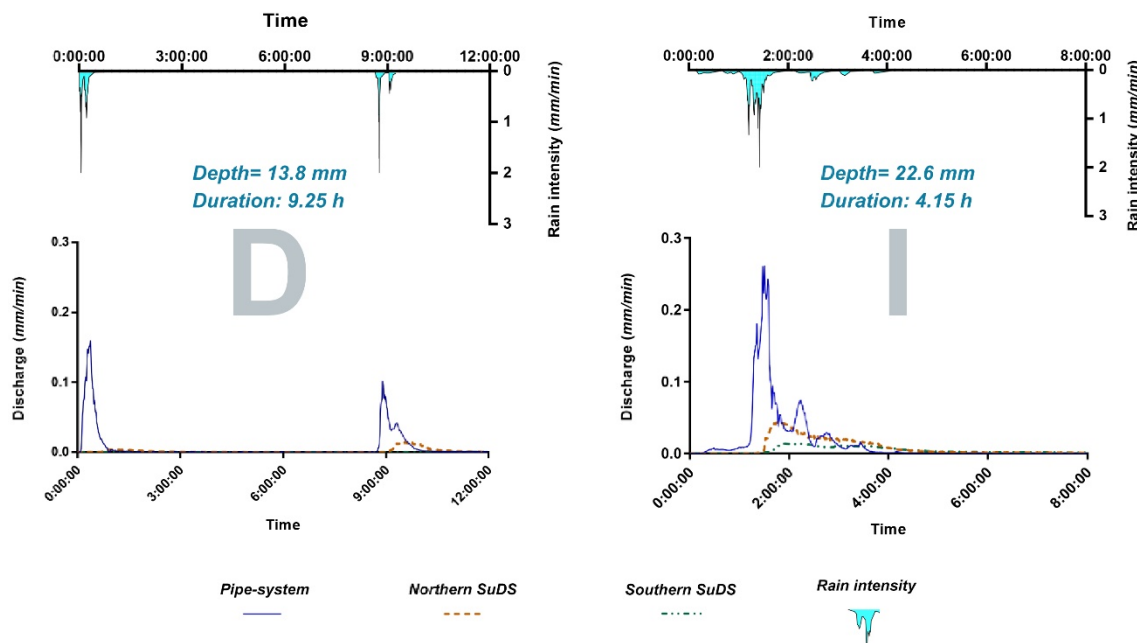 Time
0:00:00 3:00:00 6:00:00 9:00:00 12:00:00
0
1
2
3
Rain intensity (mm/min)
Depth= 13.8 mm
Duration: 9.25 h
D
0.3
0.2
0.1
0.0
Discharge (mm/min)
0:00:00 3:00:00 6:00:00 9:00:00 12:00:00
Time
Time
0:00:00 2:00:00 4:00:00 6:00:00 8:00:00
0
1
2
3
Rain intensity (mm/min)
Depth= 22.6 mm
Duration: 4.15 h
I
0.3
0.2
0.1
0.0
Discharge (mm/min)
0:00:00 2:00:00 4:00:00 6:00:00 8:00:00
Time
Pipe-system Northern SuDS Southern SuDS Rain intensity